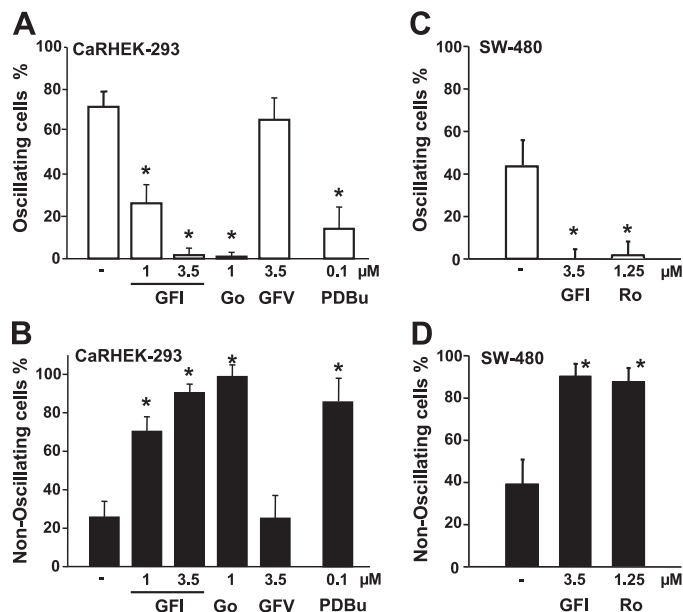 A
CaRHEK-293
Oscillating cells %
100
80
60
40
20
0
* * * *
- 1 3.5 1 3.5 0.1 µM
GFI Go GFV PDBu
C
SW-480
Oscillating cells %
100
80
60
40
20
0
* *
- 3.5 1.25 µM
GFI Ro
B
CaRHEK-293
Non-Oscillating cells %
100
80
60
40
20
0
* * * *
- 1 3.5 1 3.5 0.1 µM
GFI Go GFV PDBu
D
SW-480
Non-Oscillating cells %
100
80
60
40
20
0
* *
- 3.5 1.25 µM
GFI Ro